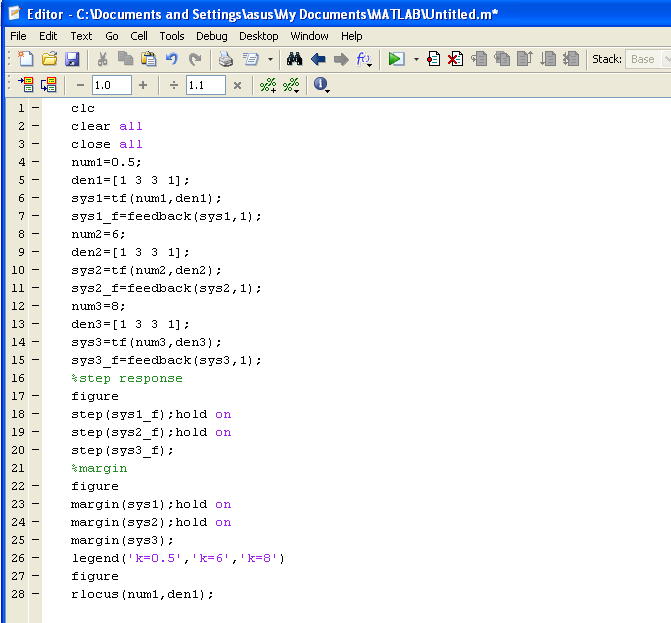 Editor - C:\Documents and Settings\asus\My Documents\MATLAB\Untitled.m*
File Edit Text Go Cell Tools Debug Desktop Window Help
Stack: Base
− 1.0 + ÷ 1.1 ×
1 − clc
2 − clear all
3 − close all
4 − num1=0.5;
5 − den1=[1 3 3 1];
6 − sys1=tf(num1,den1);
7 − sys1_f=feedback(sys1,1);
8 − num2=6;
9 − den2=[1 3 3 1];
10 − sys2=tf(num2,den2);
11 − sys2_f=feedback(sys2,1);
12 − num3=8;
13 − den3=[1 3 3 1];
14 − sys3=tf(num3,den3);
15 − sys3_f=feedback(sys3,1);
16 %step response
17 − figure
18 − step(sys1_f);hold on
19 − step(sys2_f);hold on
20 − step(sys3_f);
21 %margin
22 − figure
23 − margin(sys1);hold on
24 − margin(sys2);hold on
25 − margin(sys3);
26 − legend('k=0.5','k=6','k=8')
27 − figure
28 − rlocus(num1,den1);